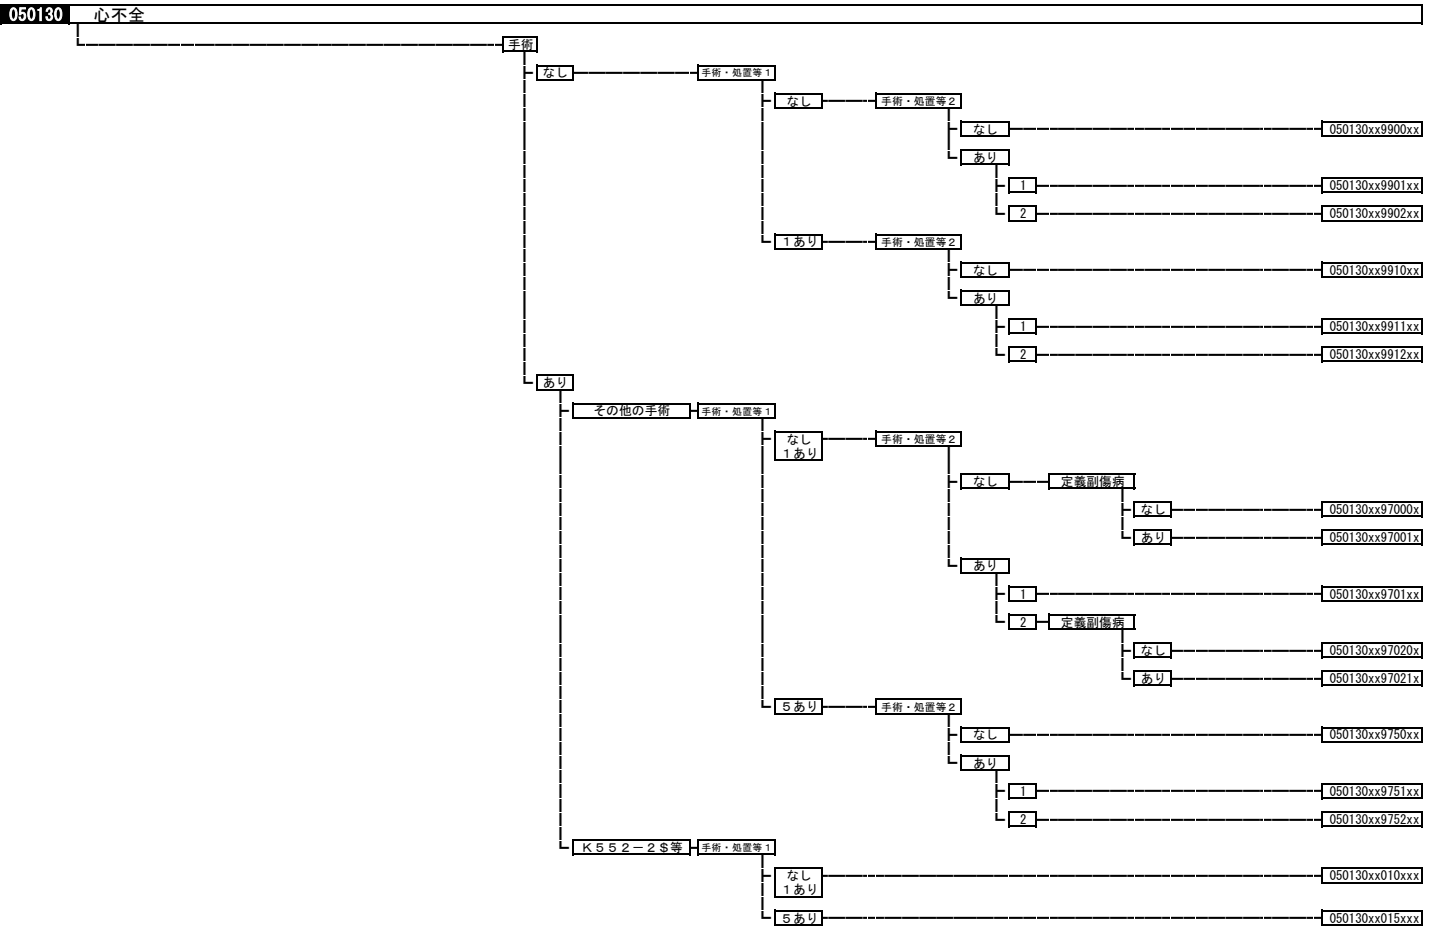 050130 心不全
手術
なし 手術・処置等1
なし 手術・処置等2
なし 050130xx9900xx
あり
1 050130xx9901xx
2 050130xx9902xx
1あり 手術・処置等2
なし 050130xx9910xx
あり
1 050130xx9911xx
2 050130xx9912xx
あり
その他の手術 手術・処置等1
なし 手術・処置等2
1あり
なし 定義副傷病
なし 050130xx97000x
あり 050130xx97001x
あり
1 050130xx9701xx
2 定義副傷病
なし 050130xx97020x
あり 050130xx97021x
5あり 手術・処置等2
なし 050130xx9750xx
あり
1 050130xx9751xx
2 050130xx9752xx
K552-2$等 手術・処置等1
なし 050130xx010xxx
1あり
5あり 050130xx015xxx